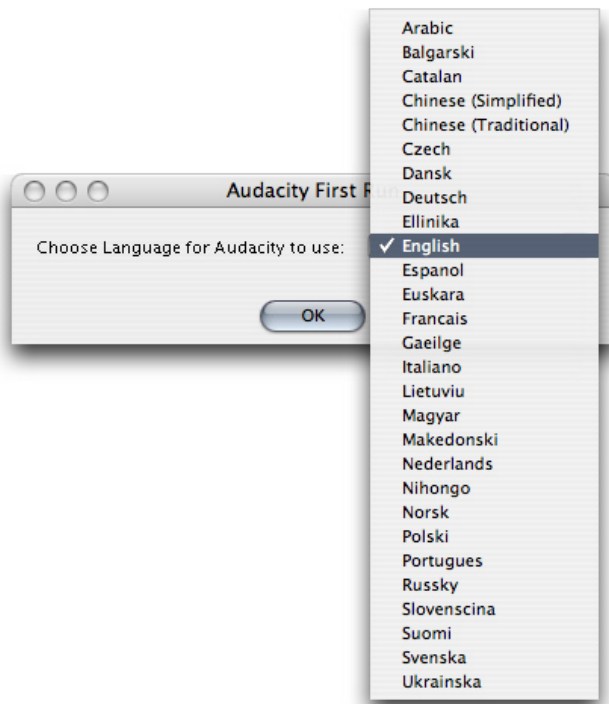 Audacity First Run
Choose Language for Audacity to use:
OK
Arabic
Balgarski
Catalan
Chinese (Simplified)
Chinese (Traditional)
Czech
Dansk
Deutsch
Ellinika
✓ English
Espanol
Euskara
Francais
Gaeilge
Italiano
Lietuviu
Magyar
Makedonski
Nederlands
Nihongo
Norsk
Polski
Portugues
Russky
Slovenscina
Suomi
Svenska
Ukrainska